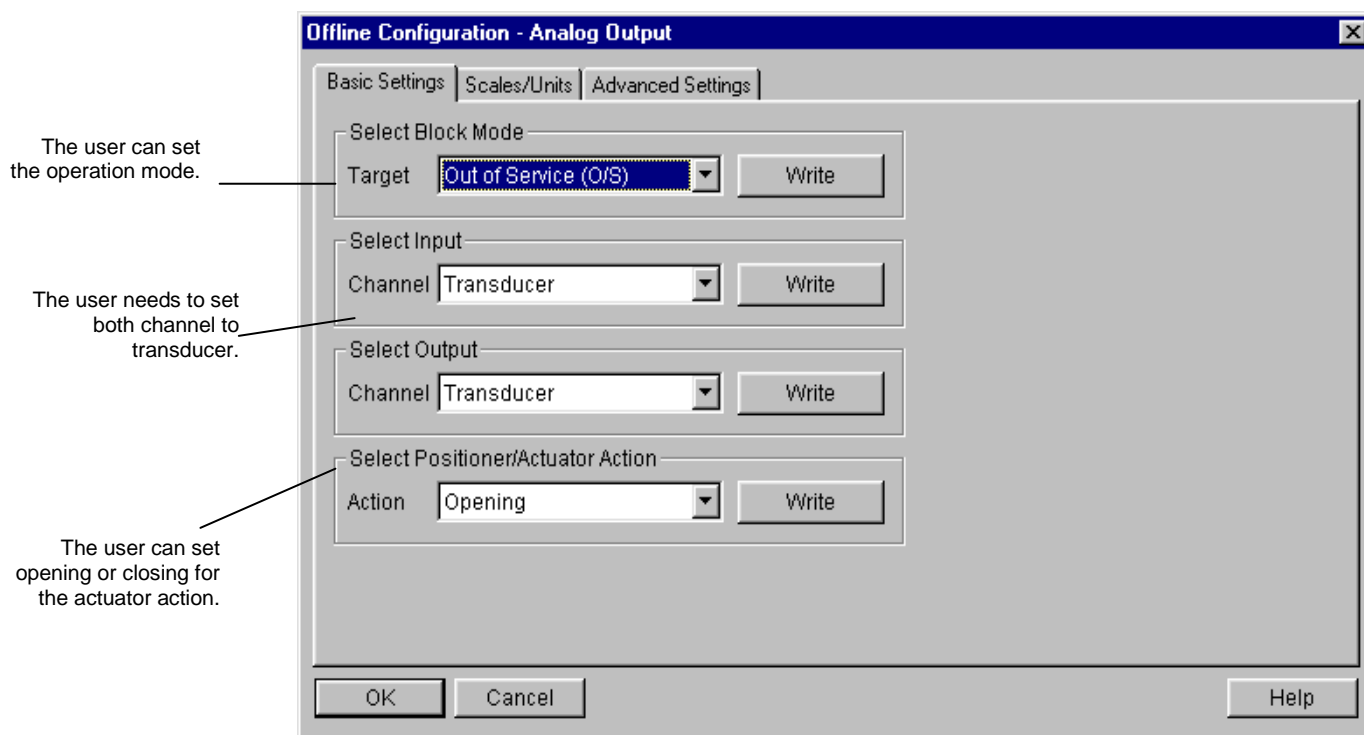 Offline Configuration - Analog Output
Basic Settings
Scales/Units
Advanced Settings
The user can set
the operation mode.
Select Block Mode
Target
Out of Service (O/S)
Write
The user needs to set
both channel to
transducer.
Select Input
Channel
Transducer
Write
Select Output
Channel
Transducer
Write
The user can set
opening or closing for
the actuator action.
Select Positioner/Actuator Action
Action
Opening
Write
OK
Cancel
Help